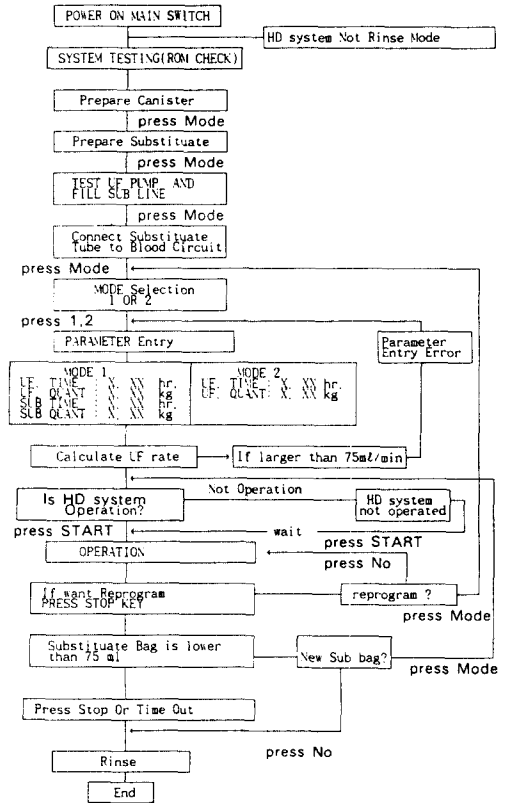 POWER ON MAIN SWITCH
HD system Not Rinse Mode
SYSTEM TESTING(ROM CHECK)
Prepare Canister
press Mode
Prepare Substituate
press Mode
TEST UF PUMP AND
FILL SUB LINE
press Mode
Connect Substituate
Tube to Blood Circuit
press Mode
MODE Selection
1 OR 2
press 1,2
PARAMETER Entry
Parameter
Entry Error
MODE 1
UF. TIME : X. XX hr.
UF. QUANT : X. XX kg
SUB TIME : X. XX hr.
SUB QUANT : X. XX kg
MODE 2
UF. TIME : X. XX hr.
UF. QUANT: X. XX kg
Calculate UF rate
If larger than 75mℓ/min
Not Operation
Is HD system
Operation?
HD system
not operated
press START
wait
press START
OPERATION
press No
If want Reprogram
PRESS STOP KEY
reprogram ?
press Mode
Substituate Bag is lower
than 75 ml
New Sub bag?
press Mode
Press Stop Or Time Out
press No
Rinse
End